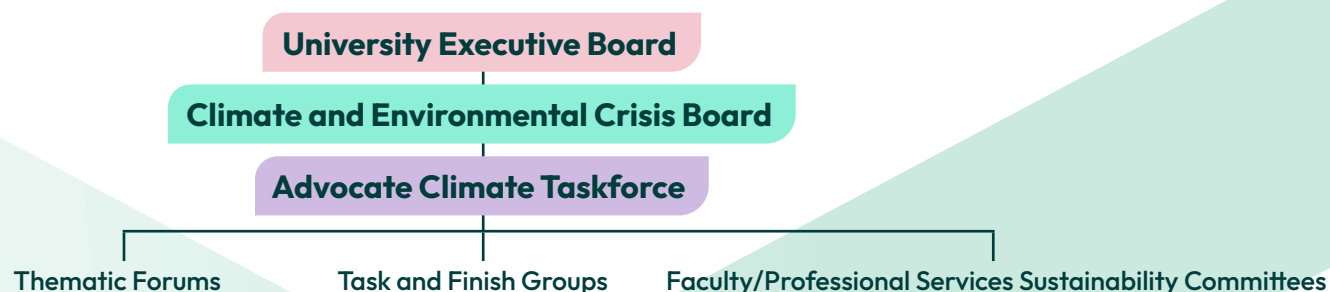 University Executive Board
Climate and Environmental Crisis Board
Advocate Climate Taskforce
Thematic Forums
Task and Finish Groups
Faculty/Professional Services Sustainability Committees